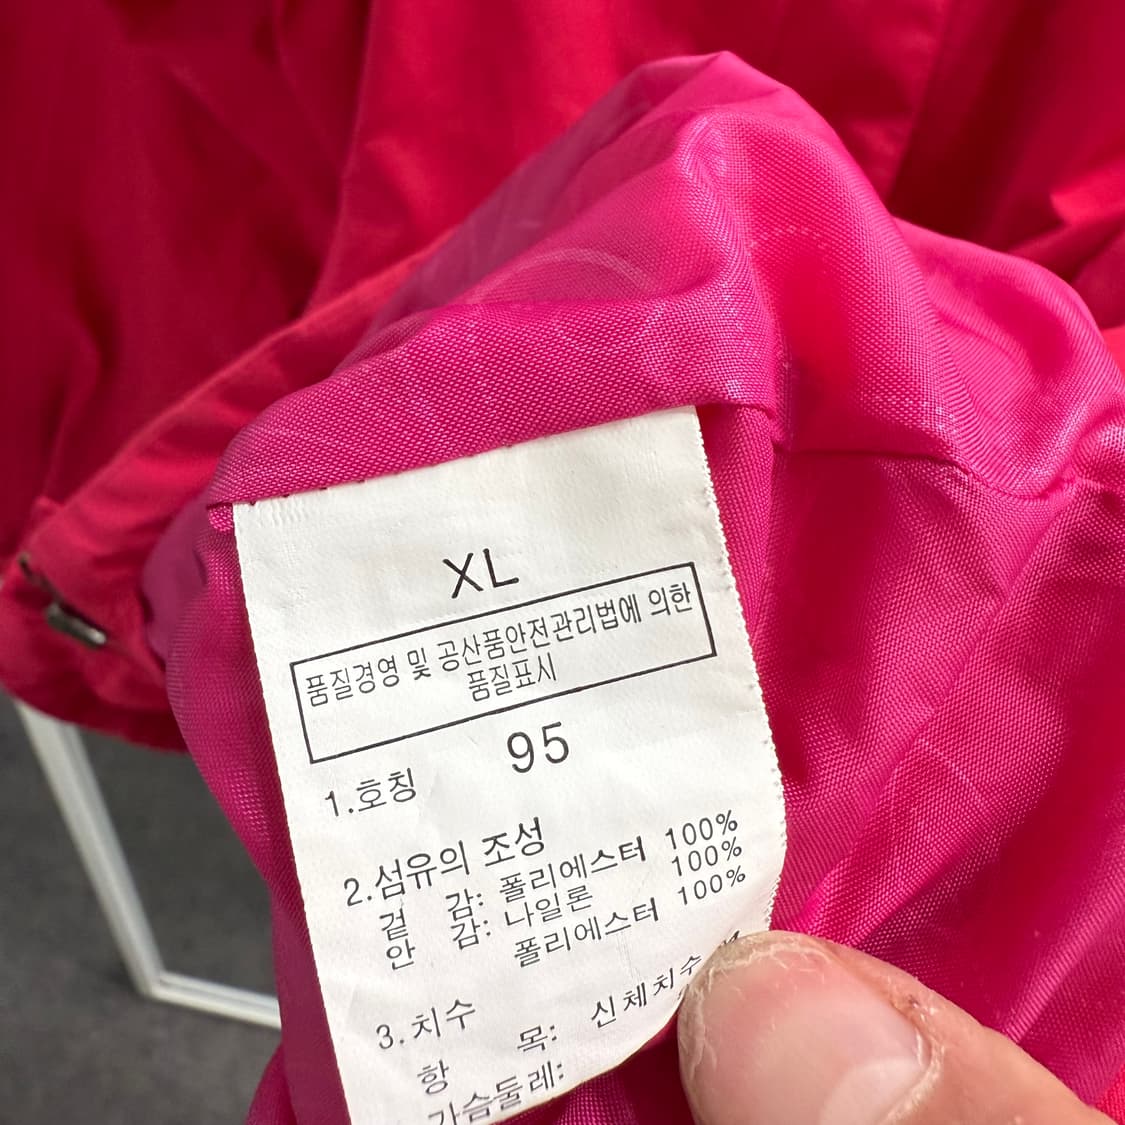 XL
품질경영 및 공산품안전관리법에 의한
품질표시
1.호칭 95
2.섬유의 조성
겉 감: 폴리에스터 100%
안 감: 나일론 100%
폴리에스터 100%
3.치수
항 목: 신체치수
가슴둘레: